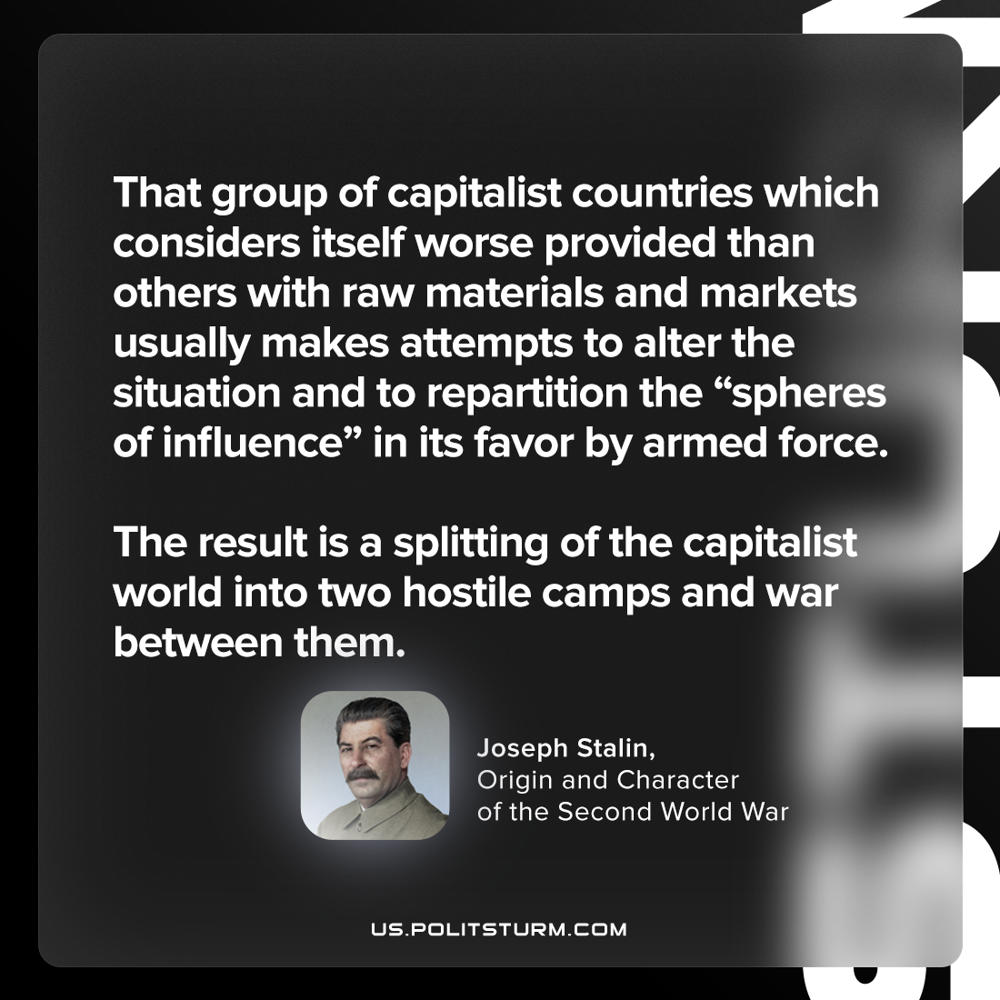 That group of capitalist countries which
considers itself worse provided than
others with raw materials and markets
usually makes attempts to alter the
situation and to repartition the “spheres
of influence” in its favor by armed force.
The result is a splitting of the capitalist
world into two hostile camps and war
between them.
Joseph Stalin,
Origin and Character
of the Second World War
US.POLITSTURM.COM